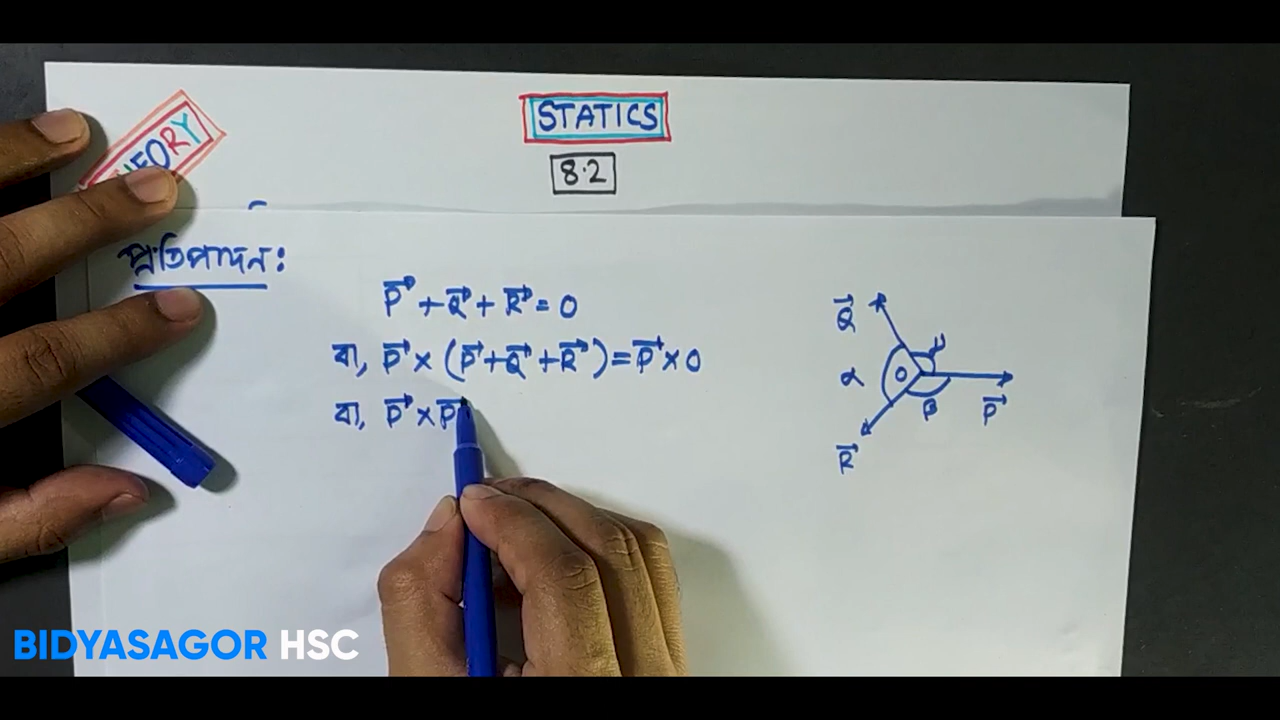 STATICS
8.2
প্রতিপাদন:
P⃗ + Q⃗ + R⃗ = 0
বা, P⃗ × (P⃗ + Q⃗ + R⃗) = P⃗ × 0
বা, P⃗ × P⃗
Q⃗
α O
β P⃗
R⃗
BIDYASAGOR HSC